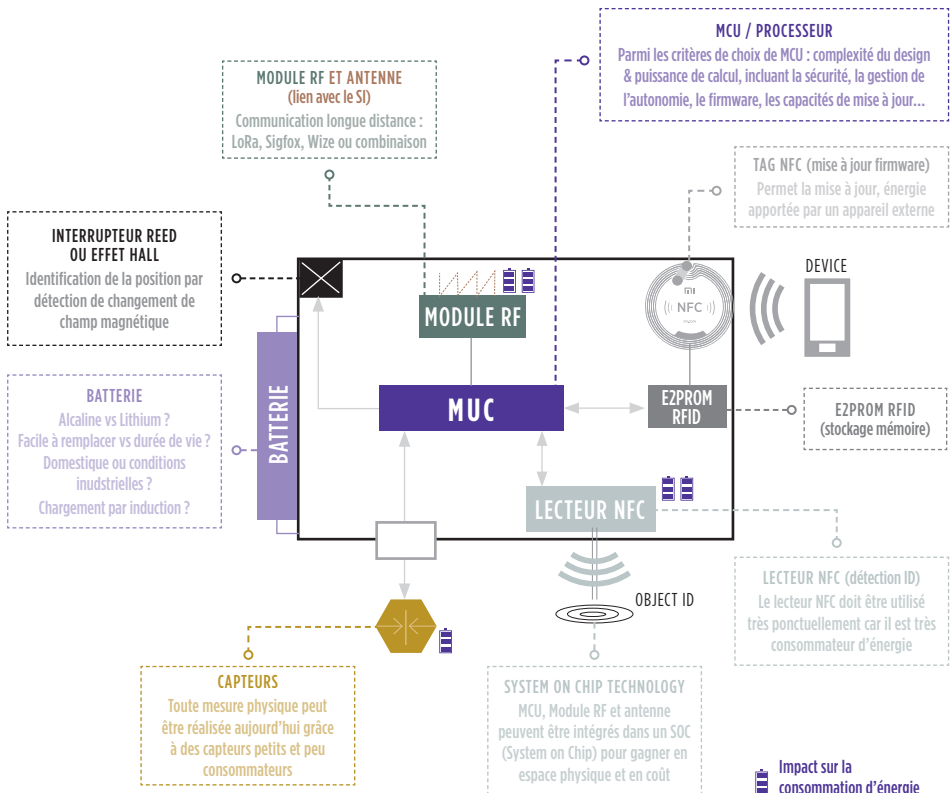 MCU / PROCESSEUR
Parmi les critères de choix de MCU : complexité du design
& puissance de calcul, incluant la sécurité, la gestion de
l'autonomie, le firmware, les capacités de mise à jour...
MODULE RF ET ANTENNE
(lien avec le SI)
Communication longue distance :
LoRa, Sigfox, Wize ou combinaison
TAG NFC (mise à jour firmware)
Permet la mise à jour, énergie
apportée par un appareil externe
INTERRUPTEUR REED
OU EFFET HALL
Identification de la position par
détection de changement de
champ magnétique
DEVICE
NFC
MODULE RF
BATTERIE
Alcaline vs Lithium ?
Facile à remplacer vs durée de vie ?
Domestique ou conditions
inudstrielles ?
Chargement par induction ?
BATTERIE
MUC
E2PROM
RFID
E2PROM RFID
(stockage mémoire)
LECTEUR NFC
OBJECT ID
LECTEUR NFC (détection ID)
Le lecteur NFC doit être utilisé
très ponctuellement car il est très
consommateur d'énergie
CAPTEURS
Toute mesure physique peut
être réalisée aujourd'hui grâce
à des capteurs petits et peu
consommateurs
SYSTEM ON CHIP TECHNOLOGY
MCU, Module RF et antenne
peuvent être intégrés dans un SOC
(System on Chip) pour gagner en
espace physique et en coût
Impact sur la
consommation d'énergie